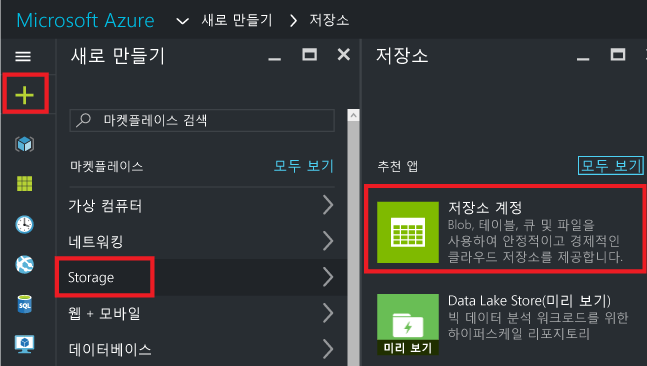 Microsoft Azure 새로 만들기 저장소
새로 만들기
마켓플레이스 검색
마켓플레이스 모두 보기
가상 컴퓨터
네트워킹
Storage
웹 + 모바일
데이터베이스
저장소
추천 앱 모두 보기
저장소 계정
Blob, 테이블, 큐 및 파일을
사용하여 안정적이고 경제적인
클라우드 저장소를 제공합니다.
Data Lake Store(미리 보기)
빅 데이터 분석 워크로드를 위한
하이퍼스케일 리포지토리
미리 보기
SQL